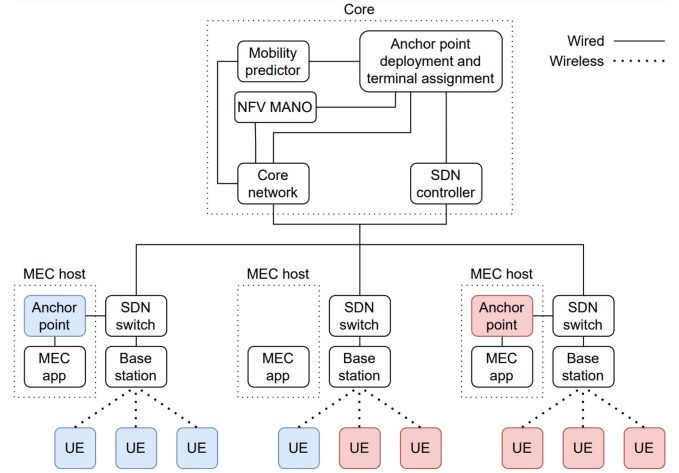 Core
Mobility
predictor
Anchor point
deployment and
terminal assignment
Wired
Wireless
NFV MANO
Core
network
SDN
controller
MEC host
MEC host
MEC host
Anchor
point
SDN
switch
SDN
switch
Anchor
point
SDN
switch
MEC
app
Base
station
MEC
app
Base
station
MEC
app
Base
station
UE
UE
UE
UE
UE
UE
UE
UE
UE